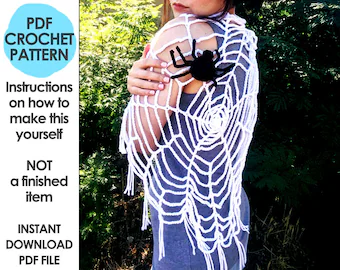 PDF
CROCHET
PATTERN
Instructions
on how to
make this
yourself
NOT
a finished
item
INSTANT
DOWNLOAD
PDF FILE